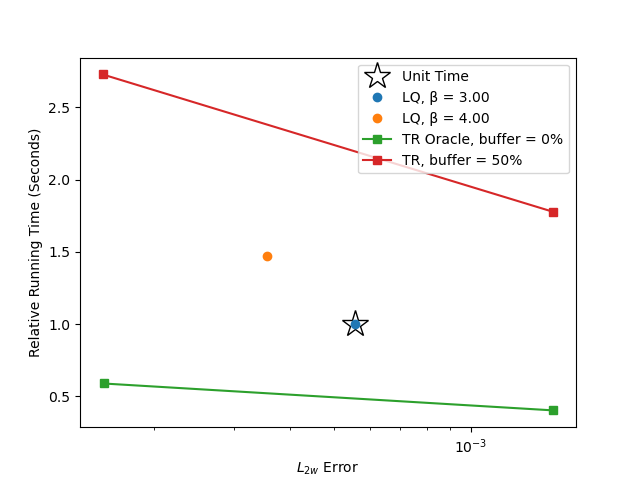 Unit Time
LQ, β = 3.00
LQ, β = 4.00
TR Oracle, buffer = 0%
TR, buffer = 50%
Relative Running Time (Seconds)
2.5
2.0
1.5
1.0
0.5
10⁻³
L₂w Error